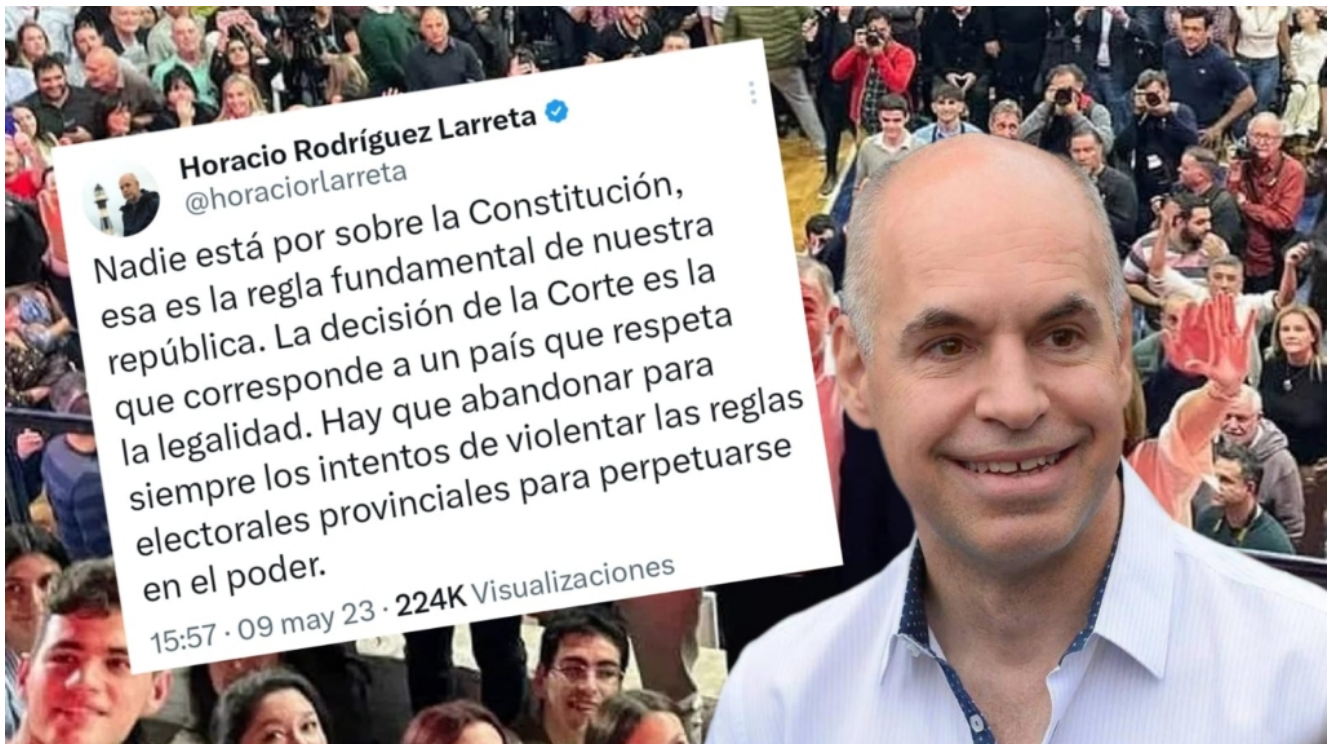 Horacio Rodríguez Larreta
@horaciorlarreta
Nadie está por sobre la Constitución,
esa es la regla fundamental de nuestra
república. La decisión de la Corte es la
que corresponde a un país que respeta
la legalidad. Hay que abandonar para
siempre los intentos de violentar las reglas
electorales provinciales para perpetuarse
en el poder.
15:57 · 09 may 23 · 224K Visualizaciones